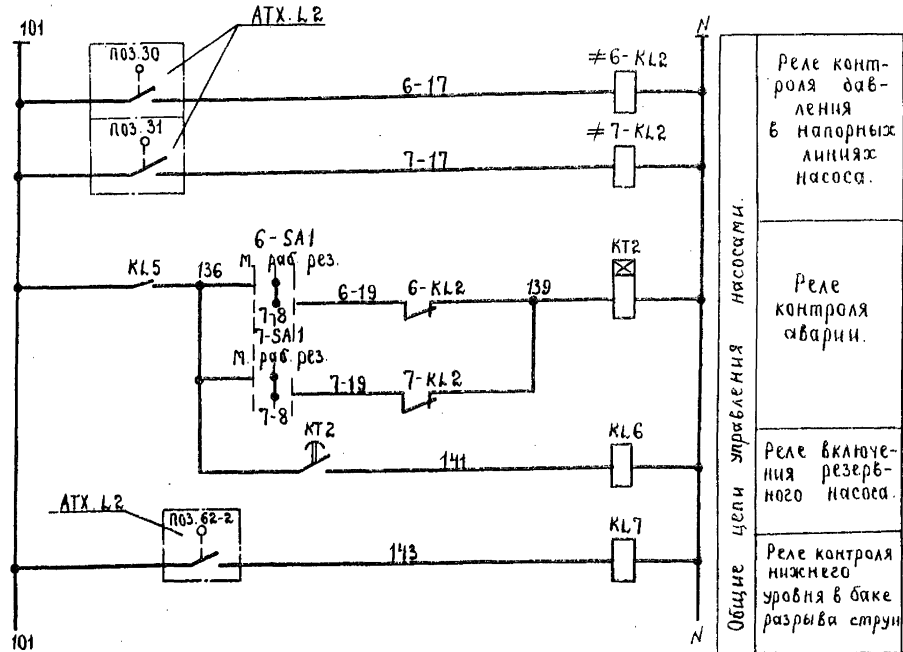 101
АТХ.L2
N
ПОЗ.30
≠6-KL2
6-17
ПОЗ.31
≠7-KL2
7-17
Реле конт-
роля дав-
ления
в напорных
линиях
насоса.
6-SA1
М. раб. рез.
KL5
136
6-19
6-KL2
139
KT2
7-8
7-SA1
М. раб. рез.
7-19
7-KL2
7-8
Реле
контроля
аварии.
KT2
141
KL6
Реле включе-
ния резерв-
ного насоса.
АТХ.L2
ПОЗ.62-2
143
KL7
Реле контроля
нижнего
уровня в баке
разрыва струи
101
N
Общие цепи управления насосами.